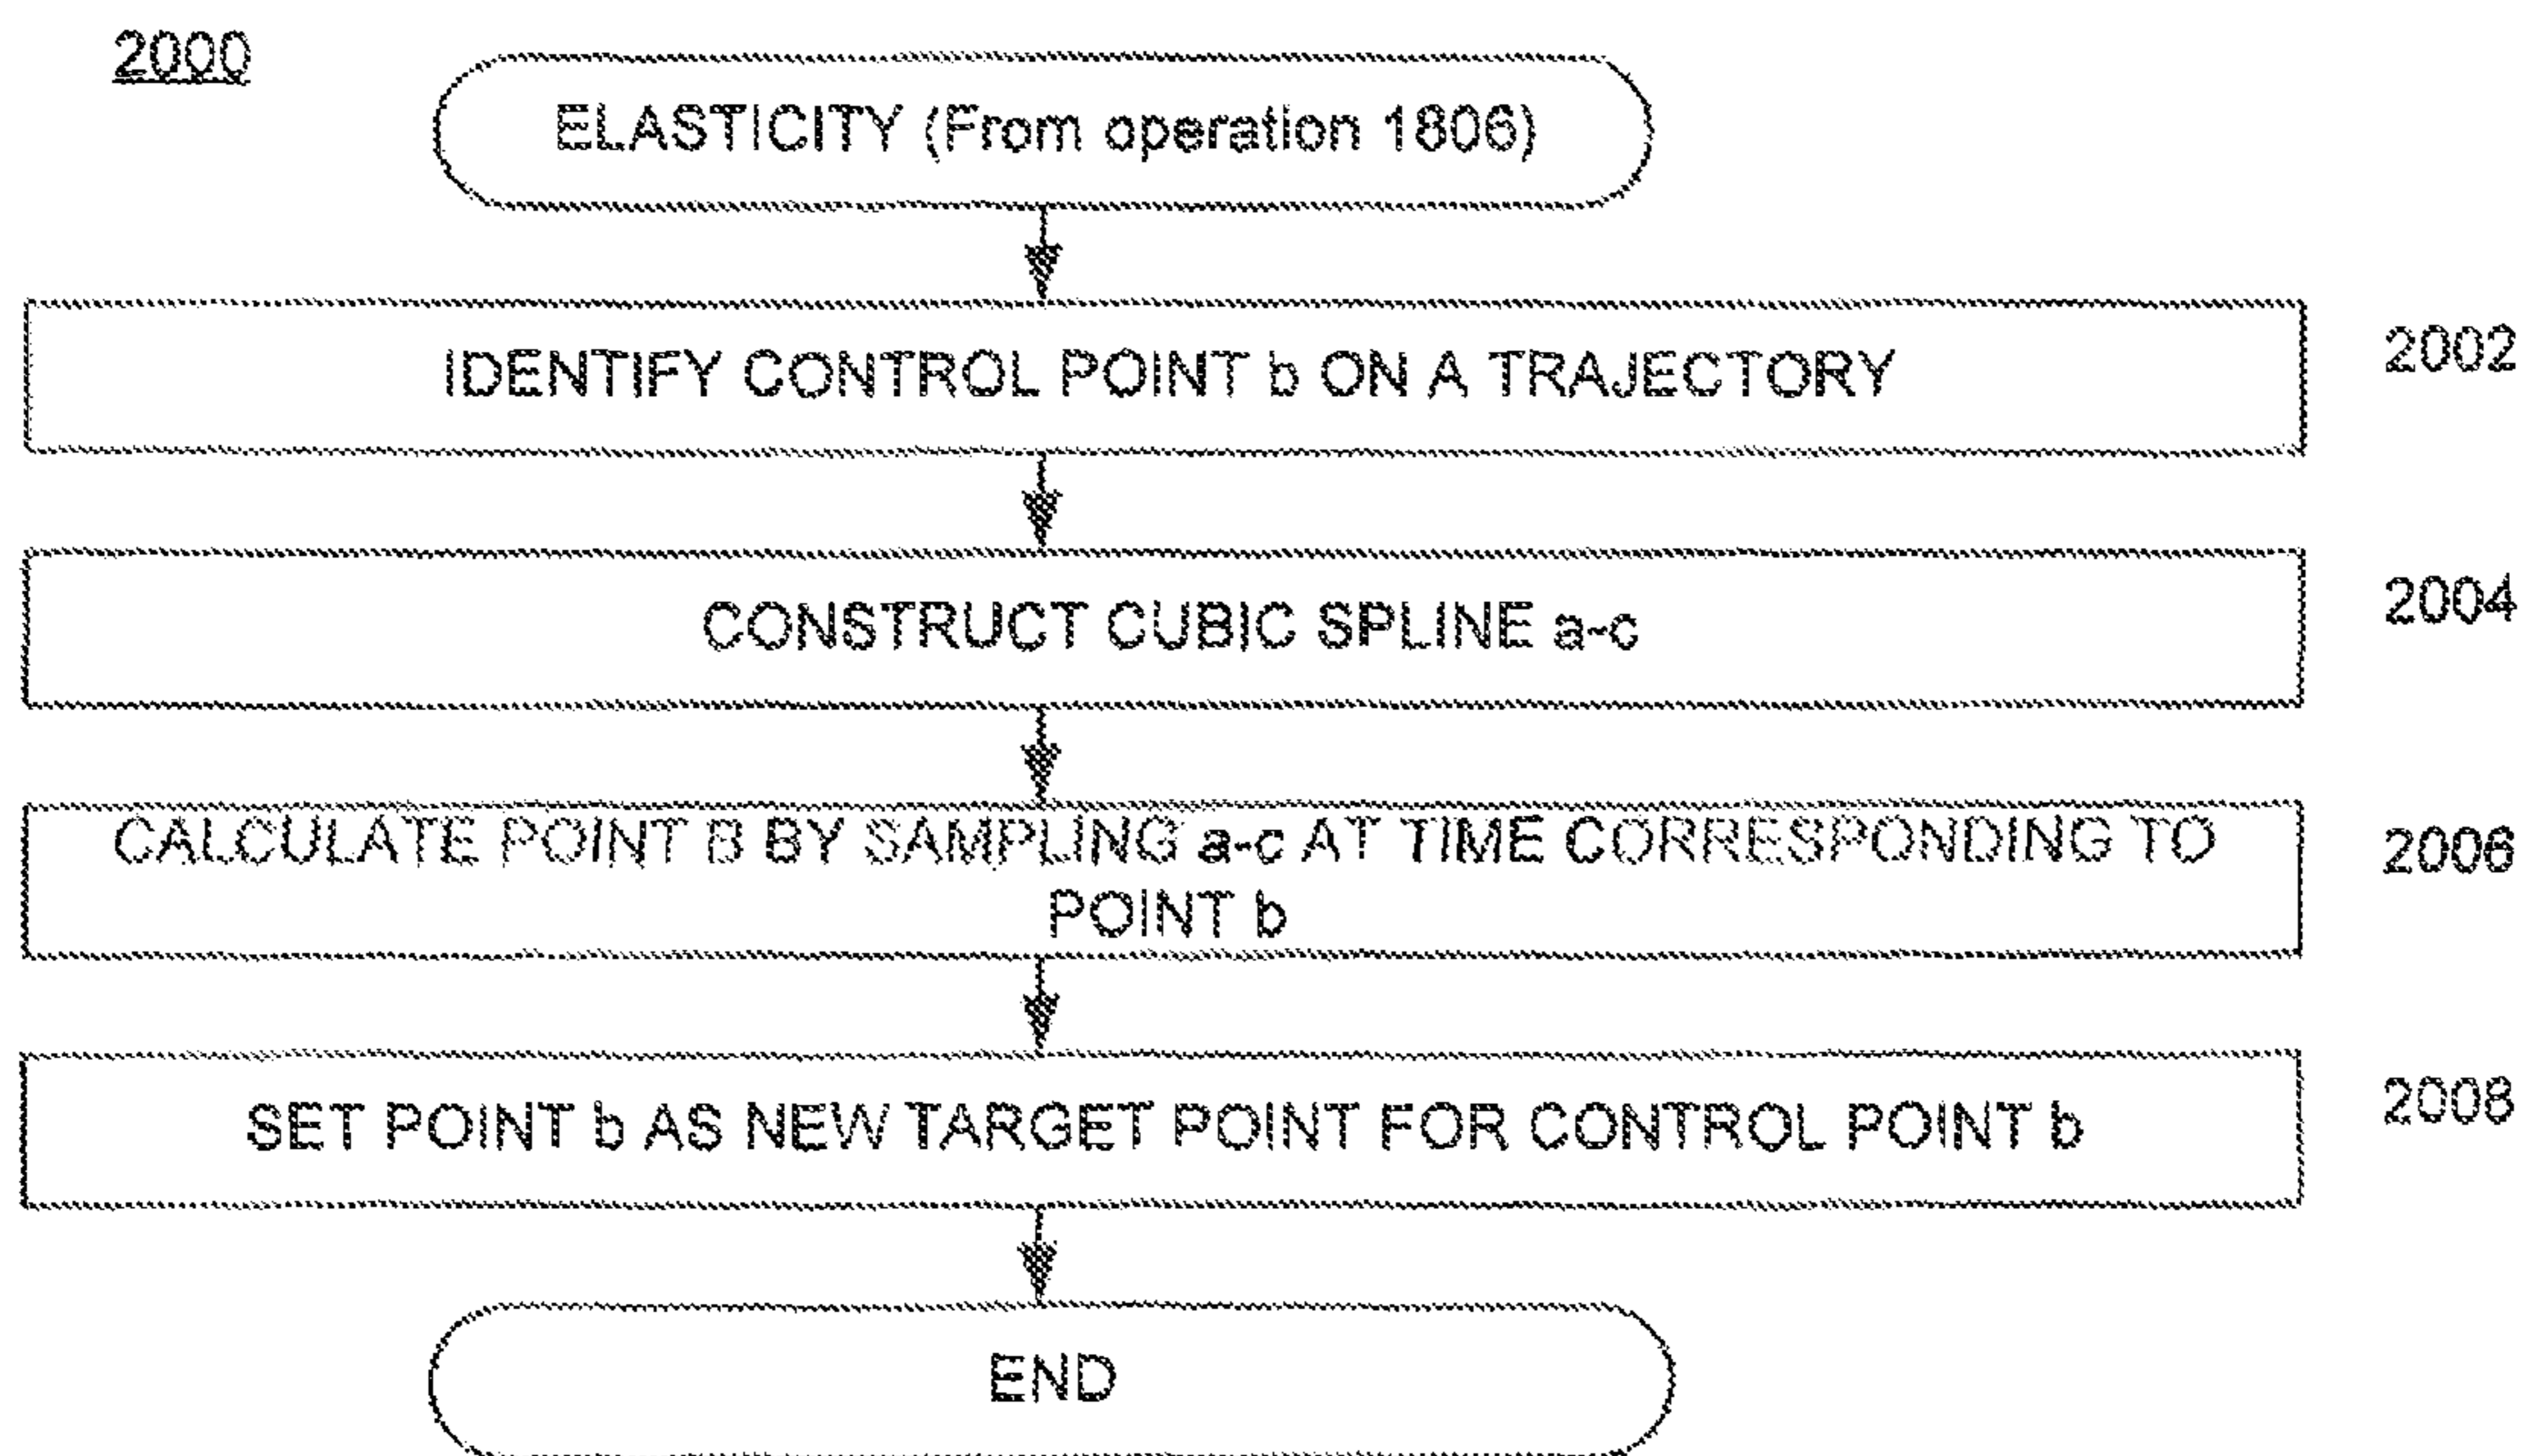 2000
ELASTICITY (From operation 1806)
IDENTIFY CONTROL POINT b ON A TRAJECTORY
2002
CONSTRUCT CUBIC SPLINE a-c
2004
CALCULATE POINT B BY SAMPLING a-c AT TIME CORRESPONDING TO
POINT b
2006
SET POINT b AS NEW TARGET POINT FOR CONTROL POINT b
2008
END